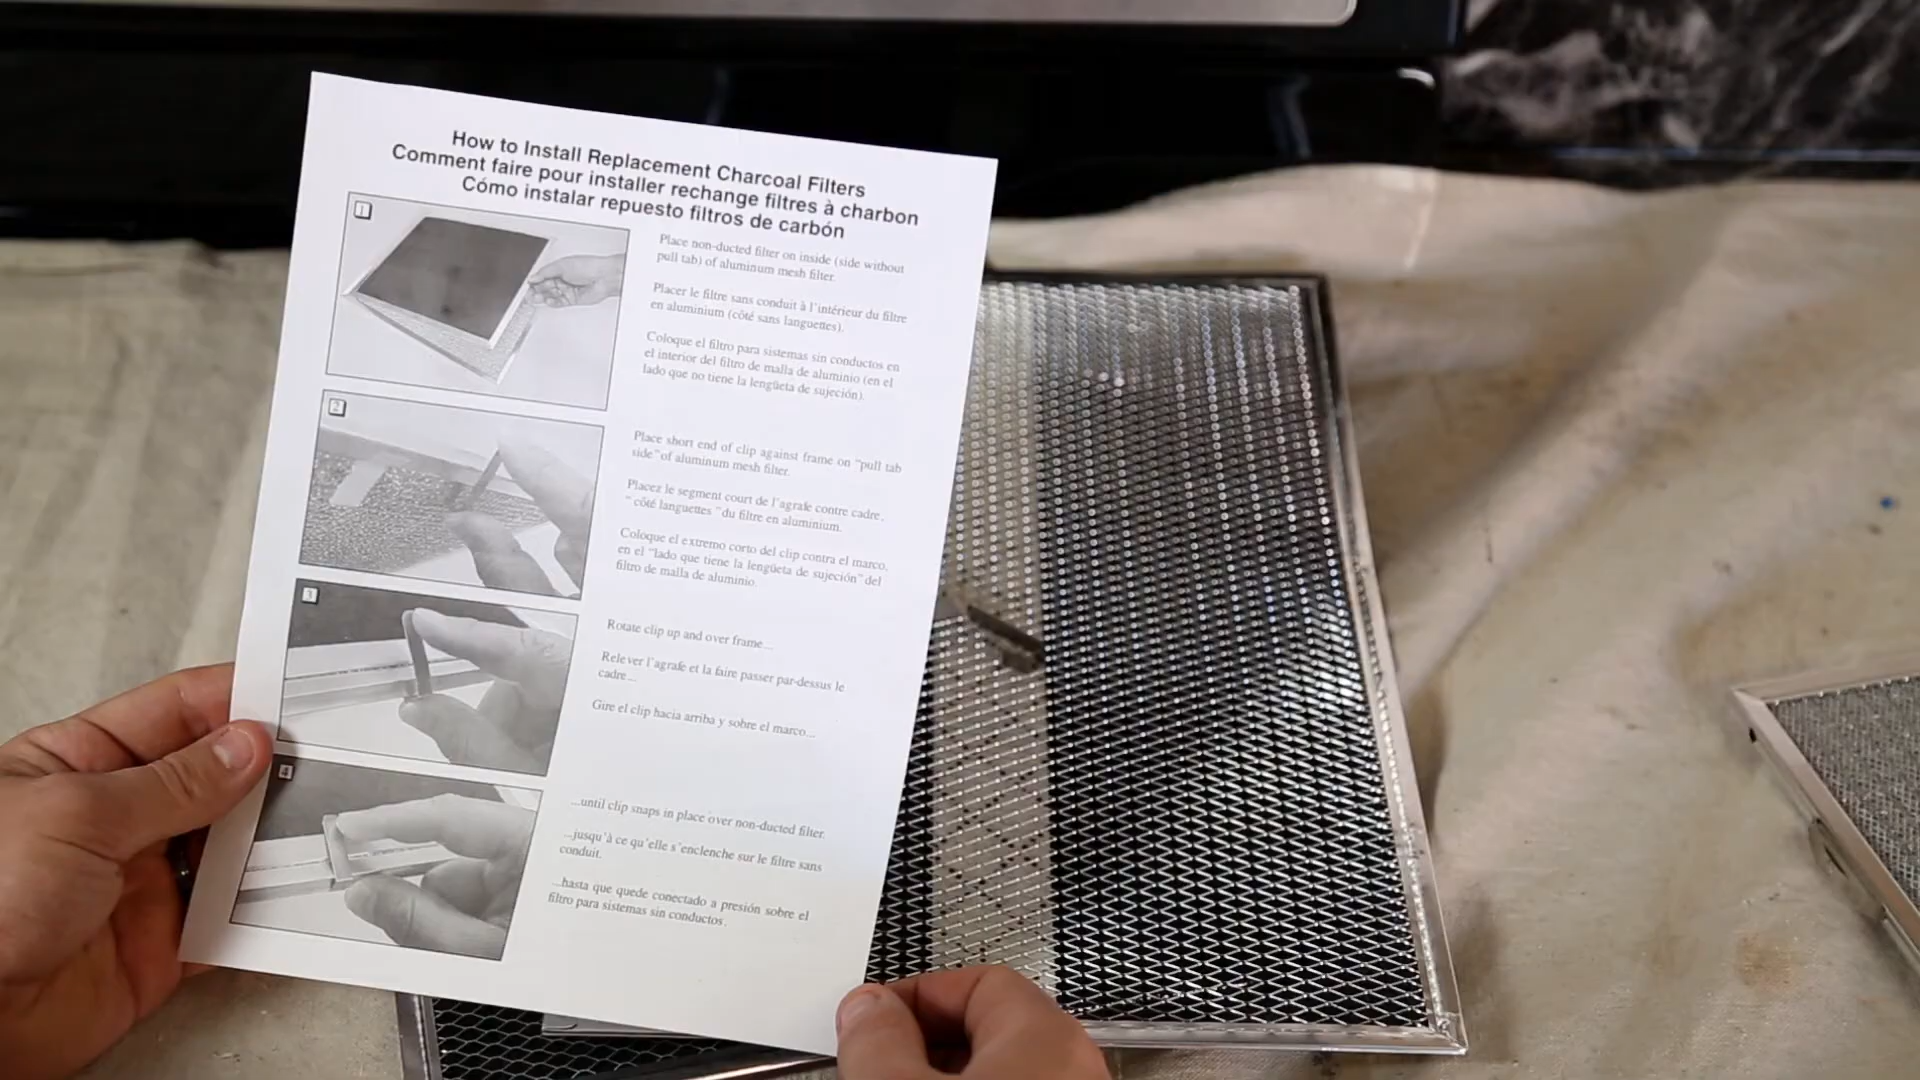 How to Install Replacement Charcoal Filters
Comment faire pour installer rechange filtres à charbon
Cómo instalar repuesto filtros de carbón
1
Place non-ducted filter on inside (side without
pull tab) of aluminum mesh filter.
Placer le filtre sans conduit à l'intérieur du filtre
en aluminium (côté sans languettes).
Coloque el filtro para sistemas sin conductos en
el interior del filtro de malla de aluminio (en el
lado que no tiene la lengüeta de sujeción).
2
Place short end of clip against frame on "pull tab
side" of aluminum mesh filter.
Placez le segment court de l'agrafe contre cadre,
" côté languettes " du filtre en aluminium.
Coloque el extremo corto del clip contra el marco,
en el "lado que tiene la lengüeta de sujeción" del
filtro de malla de aluminio.
3
Rotate clip up and over frame...
Relever l'agrafe et la faire passer par-dessus le
cadre...
Gire el clip hacia arriba y sobre el marco...
4
...until clip snaps in place over non-ducted filter.
...jusqu'à ce qu'elle s'enclenche sur le filtre sans
conduit.
...hasta que quede conectado a presión sobre el
filtro para sistemas sin conductos.